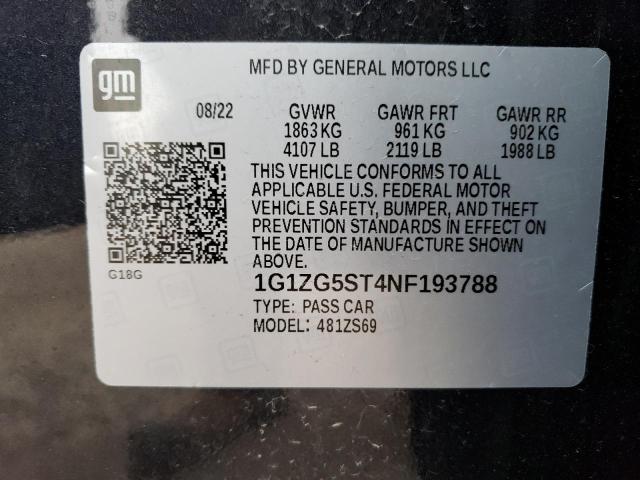 gm
MFD BY GENERAL MOTORS LLC
08/22 GVWR GAWR FRT GAWR RR
1863 KG 961 KG 902 KG
4107 LB 2119 LB 1988 LB
THIS VEHICLE CONFORMS TO ALL
APPLICABLE U.S. FEDERAL MOTOR
VEHICLE SAFETY, BUMPER, AND THEFT
PREVENTION STANDARDS IN EFFECT ON
THE DATE OF MANUFACTURE SHOWN
ABOVE.
G18G
1G1ZG5ST4NF193788
TYPE: PASS CAR
MODEL: 481ZS69